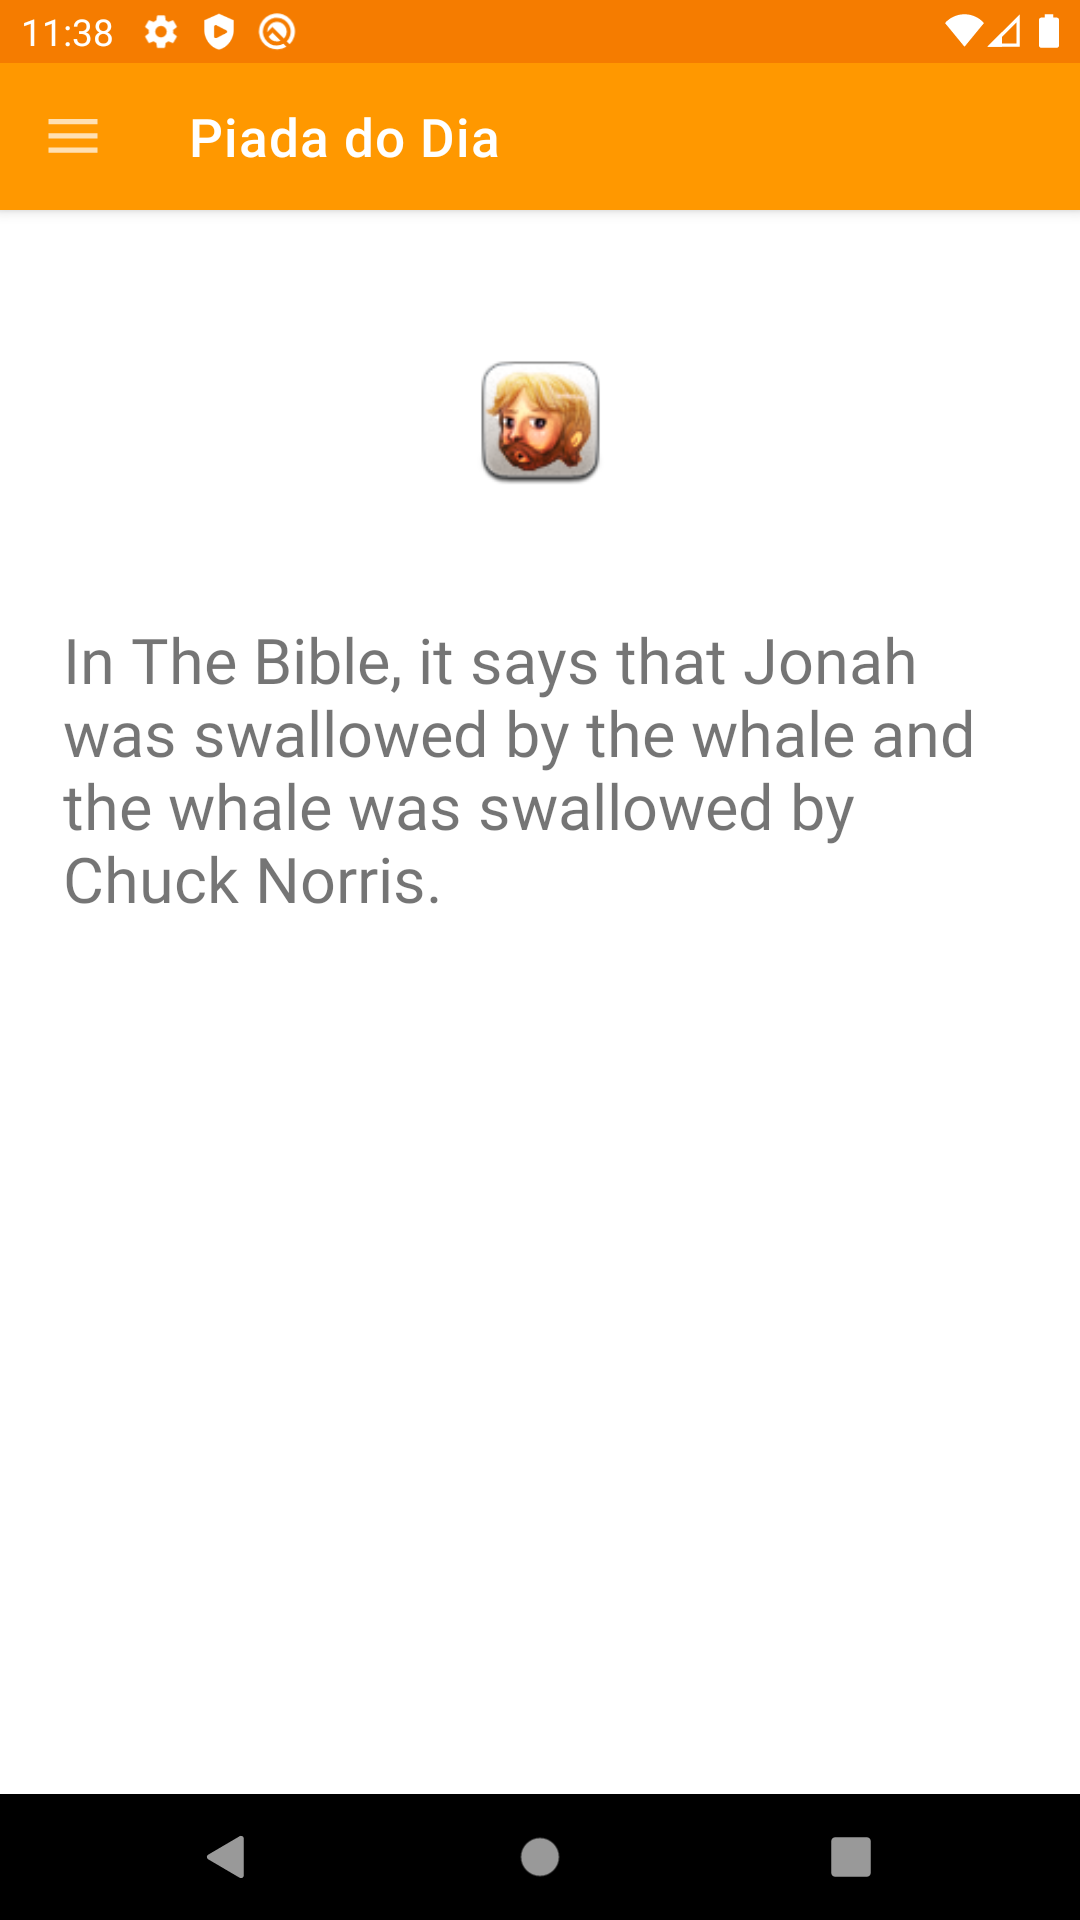 11:38
Piada do Dia
In The Bible, it says that Jonah
was swallowed by the whale and
the whale was swallowed by
Chuck Norris.